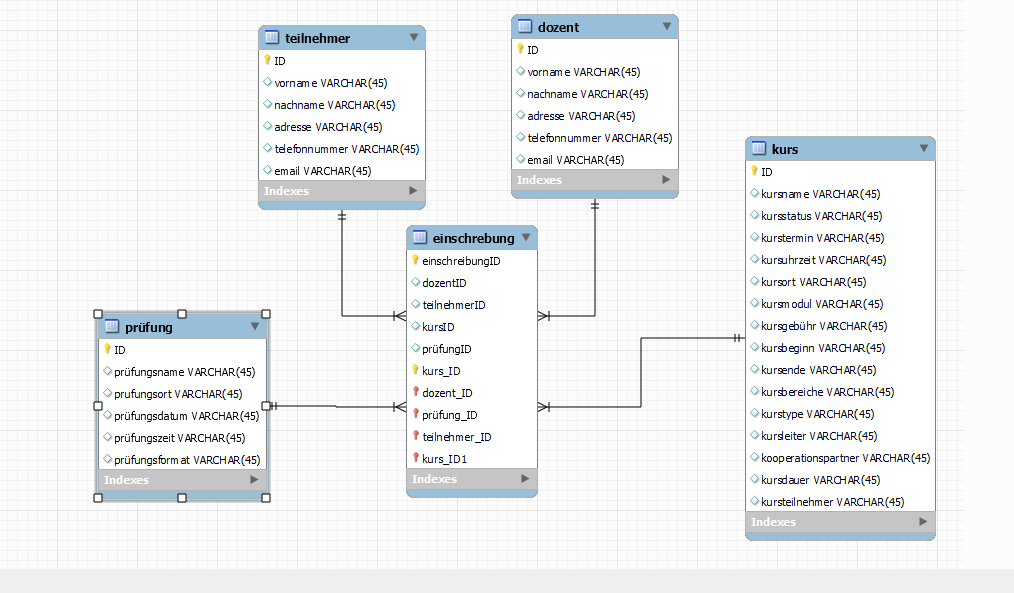 teilnehmer
ID
vorname VARCHAR(45)
nachname VARCHAR(45)
adresse VARCHAR(45)
telefonnummer VARCHAR(45)
email VARCHAR(45)
Indexes
dozent
ID
vorname VARCHAR(45)
nachname VARCHAR(45)
adresse VARCHAR(45)
telefonnummer VARCHAR(45)
email VARCHAR(45)
Indexes
kurs
ID
kursname VARCHAR(45)
kursstatus VARCHAR(45)
kurstermin VARCHAR(45)
kursuhrzeit VARCHAR(45)
kursort VARCHAR(45)
kursmodul VARCHAR(45)
kursgebühr VARCHAR(45)
kursbeginn VARCHAR(45)
kursende VARCHAR(45)
kursbereiche VARCHAR(45)
kurstype VARCHAR(45)
kursleiter VARCHAR(45)
kooperationspartner VARCHAR(45)
kursdauer VARCHAR(45)
kursteilnehmer VARCHAR(45)
Indexes
einschrebung
einschreibungID
dozentID
teilnehmerID
kursID
prüfungID
kurs_ID
dozent_ID
prüfung_ID
teilnehmer_ID
kurs_ID1
Indexes
prüfung
ID
prüfungsname VARCHAR(45)
prufungsort VARCHAR(45)
prüfungsdatum VARCHAR(45)
prüfungszeit VARCHAR(45)
prüfungsformat VARCHAR(45)
Indexes